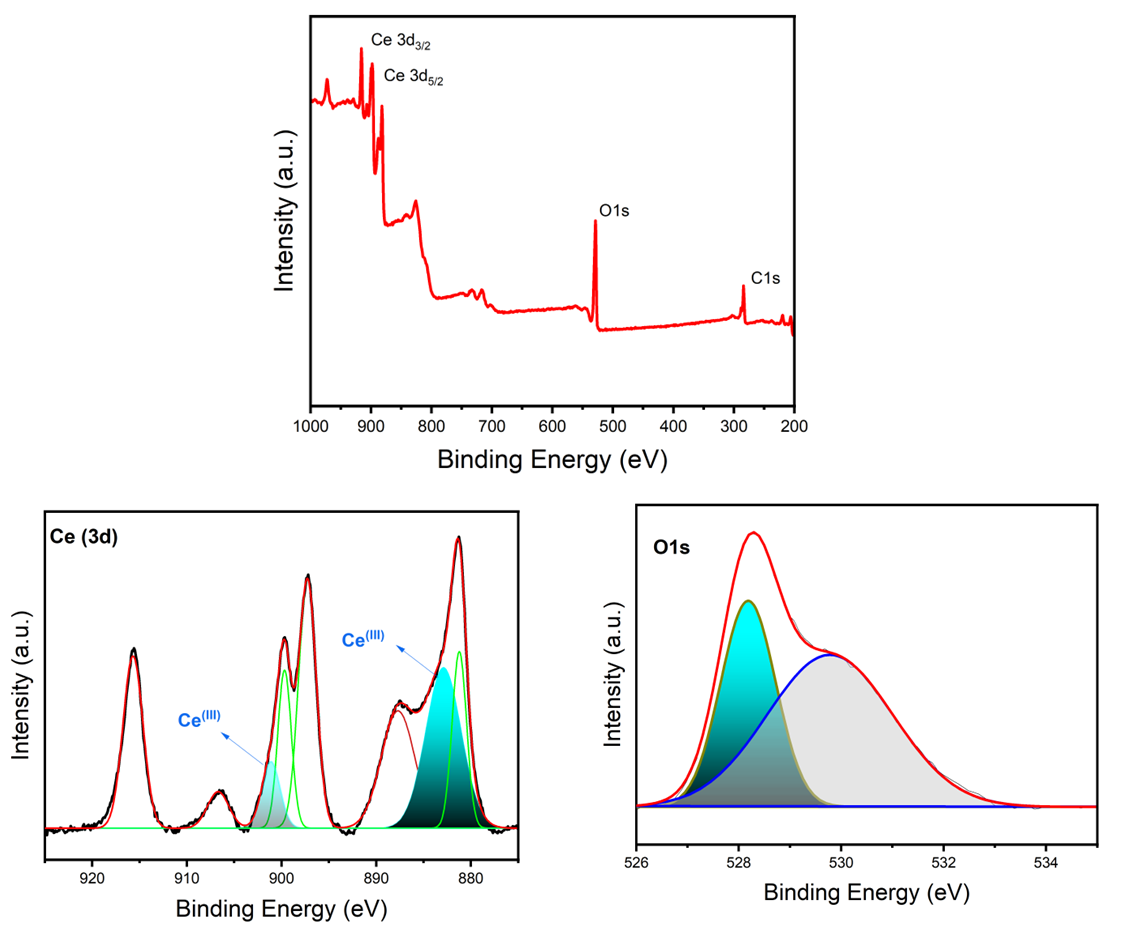 Ce 3d3/2
Ce 3d5/2
O1s
C1s
Intensity (a.u.)
1000 900 800 700 600 500 400 300 200
Binding Energy (eV)
Ce (3d)
Ce(III)
Ce(III)
Intensity (a.u.)
920 910 900 890 880
Binding Energy (eV)
O1s
Intensity (a.u.)
526 528 530 532 534
Binding Energy (eV)